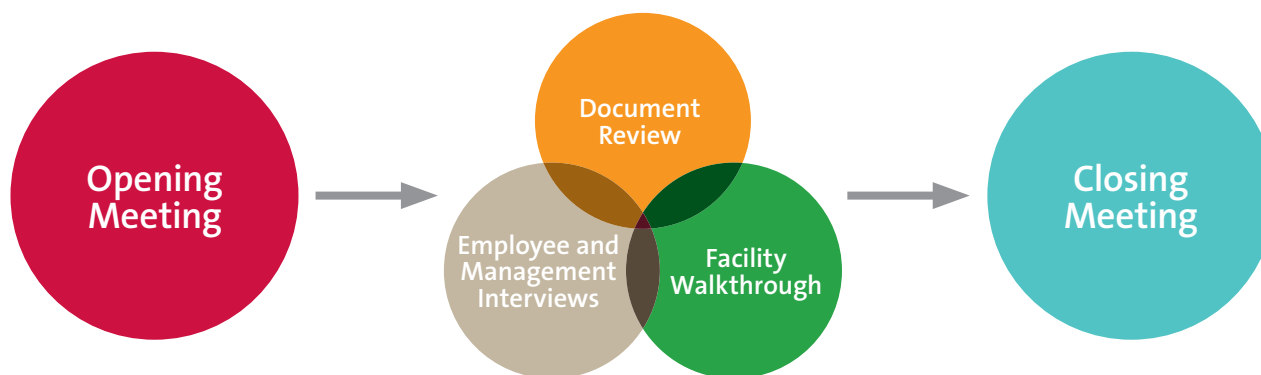 Opening
Meeting
Document
Review
Employee and
Management
Interviews
Facility
Walkthrough
Closing
Meeting